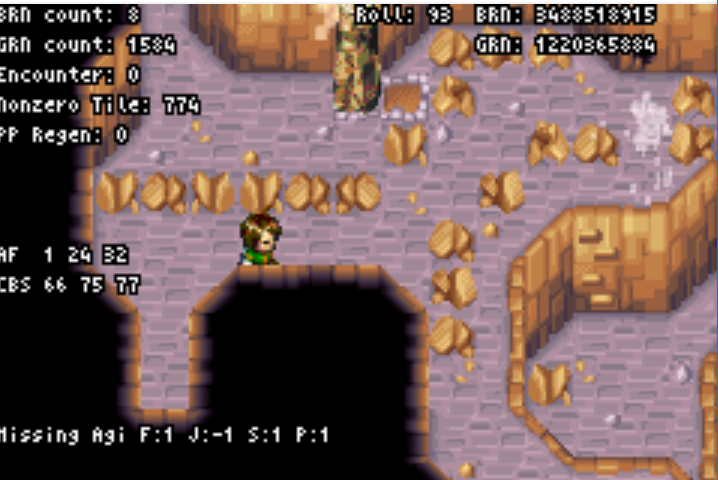 BRN count: 8
Roll: 93 BRN: 3488518915
GRN count: 1584
GRN: 1220365884
Encounter: 0
Nonzero Tile: 774
PP Regen: 0
AF 1 24 32
CBS 66 75 77
Missing Agi F:1 J:-1 S:1 P:1